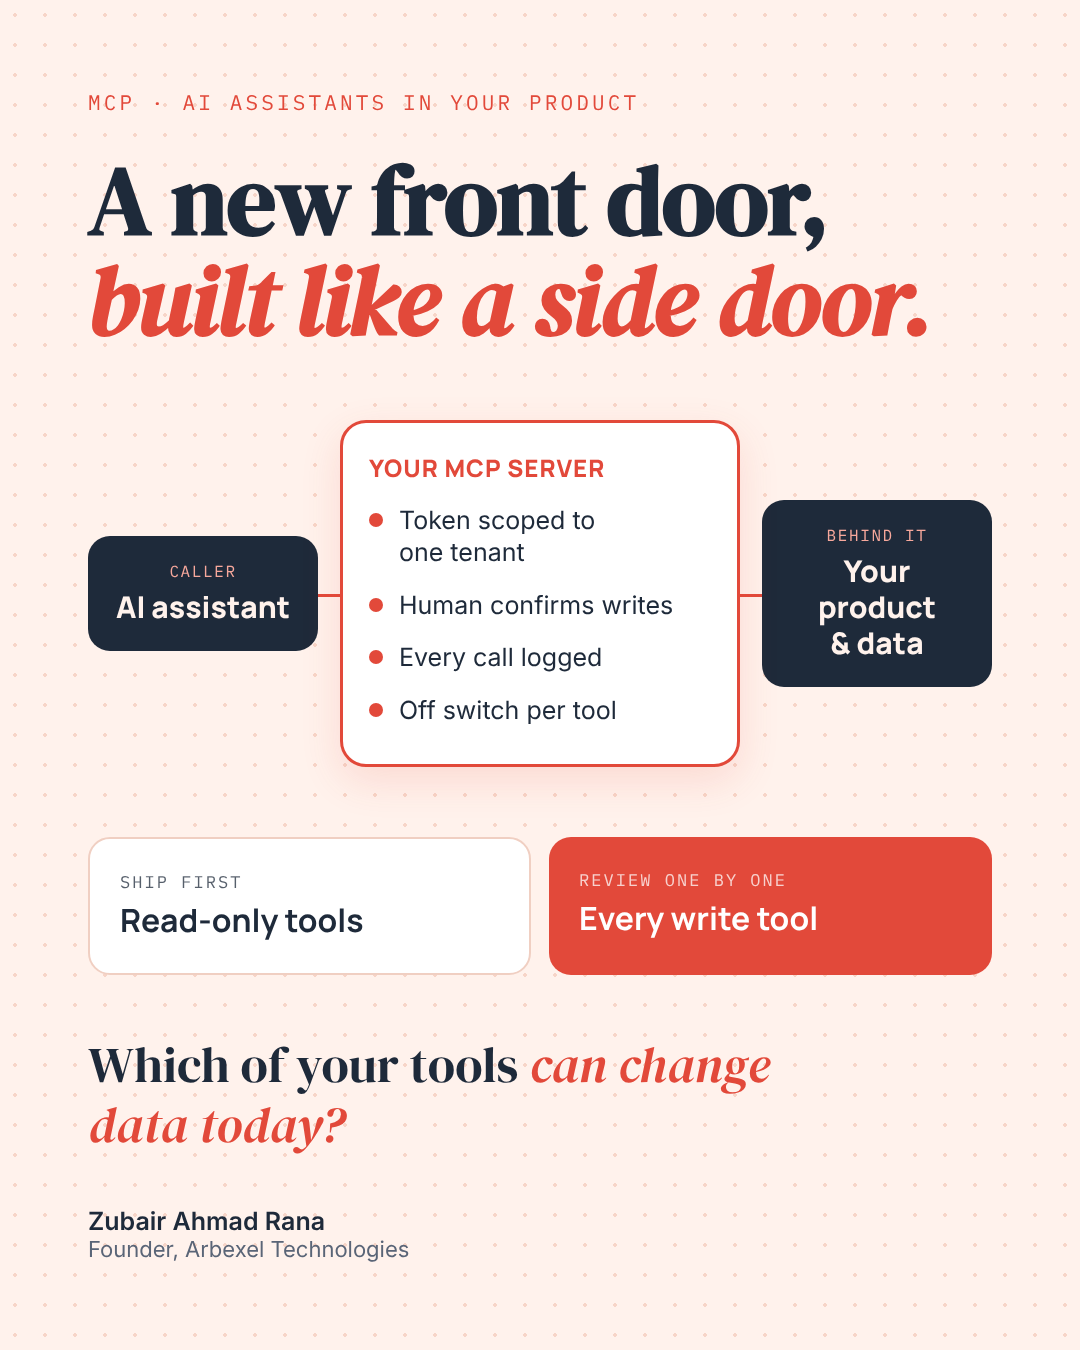 MCP · AI ASSISTANTS IN YOUR PRODUCT
A new front door,
built like a side door.
CALLER
AI assistant
YOUR MCP SERVER
Token scoped to
one tenant
Human confirms writes
Every call logged
Off switch per tool
BEHIND IT
Your
product
& data
SHIP FIRST
Read-only tools
REVIEW ONE BY ONE
Every write tool
Which of your tools can change
data today?
Zubair Ahmad Rana
Founder, Arbexel Technologies